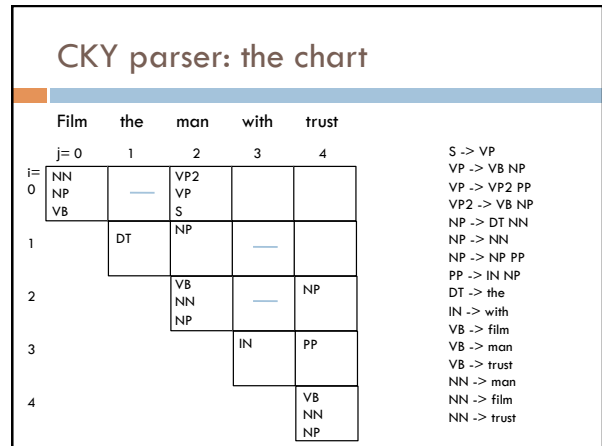 CKY parser: the chart
Film the man with trust
j= 0 1 2 3 4
i=
0
NN
NP
VB
VP2
VP
S
1
DT
NP
2
VB
NN
NP
NP
3
IN
PP
4
VB
NN
NP
S -> VP
VP -> VB NP
VP -> VP2 PP
VP2 -> VB NP
NP -> DT NN
NP -> NN
NP -> NP PP
PP -> IN NP
DT -> the
IN -> with
VB -> film
VB -> man
VB -> trust
NN -> man
NN -> film
NN -> trust